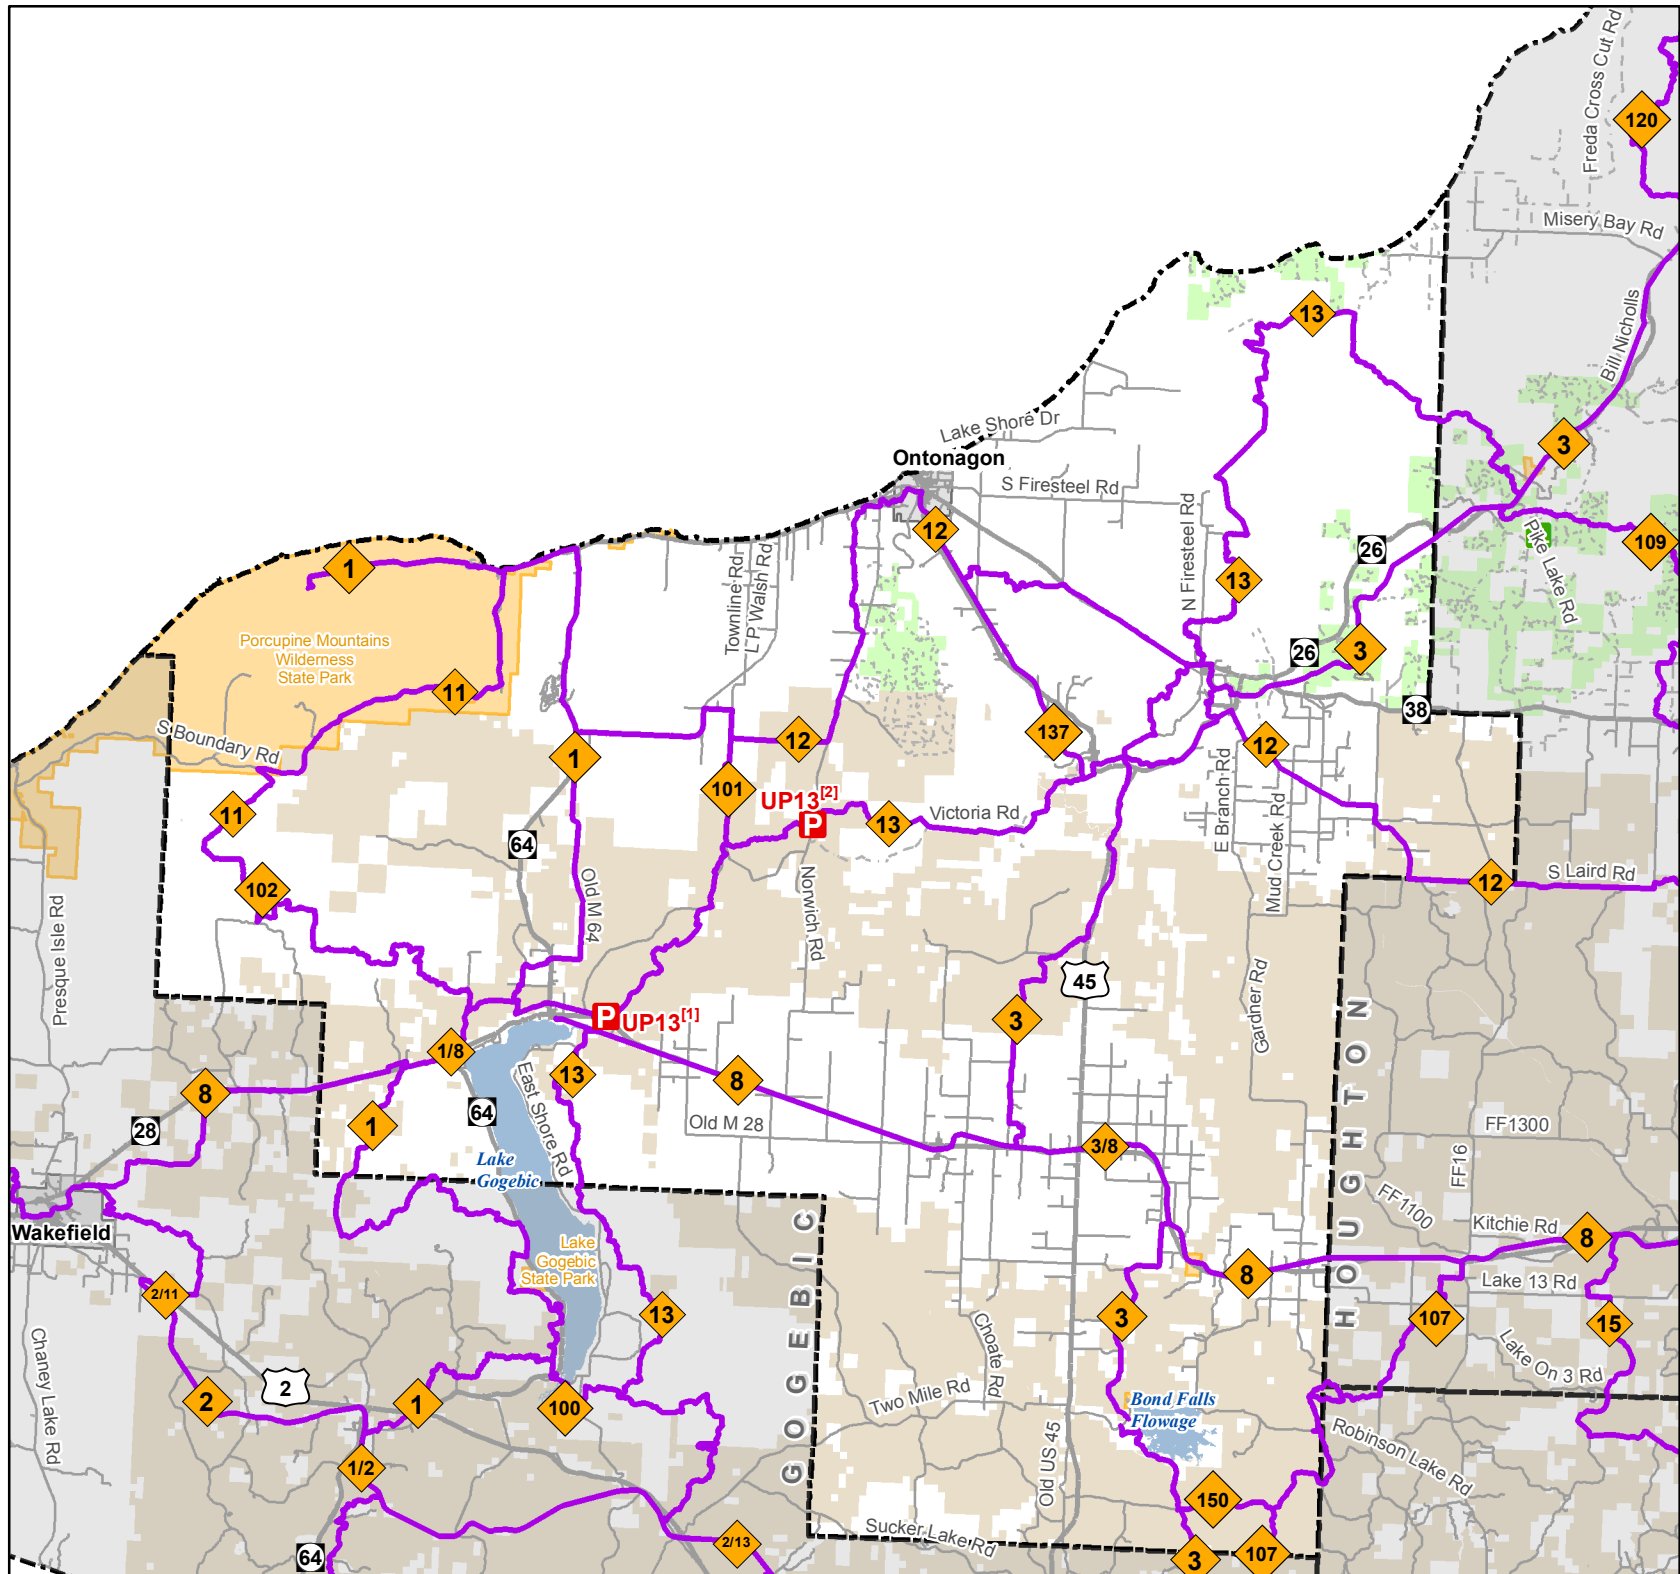 Freda Cross Cut Rd
120
Misery Bay Rd
13
Bill Nicholls
Lake Shore Dr
3
Ontonagon
S Firesteel Rd
12
N Firesteel Rd
26
Pike Lake Rd
109
1
Townline Rd
L P Walsh Rd
13
Porcupine Mountains
Wilderness
State Park
26
3
11
38
S Boundary Rd
12
137
12
1
101
UP13[2]
P
11
13
Victoria Rd
E Branch Rd
64
Mud Creek Rd
S Laird Rd
102
12
Old M 64
Norwich Rd
Presque Isle Rd
45
Gardner Rd
P
UP13[1]
3
1/8
13
8
8
64
East Shore Rd
28
1
Old M 28
3/8
FF1300
FF16
Lake
Gogebic
FF1100
HOUGHTON
Wakefield
Kitchie Rd
8
Lake
Gogebic
State Park
8
Lake 13 Rd
2/11
13
3
107
15
GOGEBIC
Chaney Lake Rd
Choate Rd
Lake On 3 Rd
2
2
1
100
Two Mile Rd
Bond Falls
Flowage
Robinson Lake Rd
1/2
Old US 45
150
Sucker Lake Rd
64
2/13
3
107